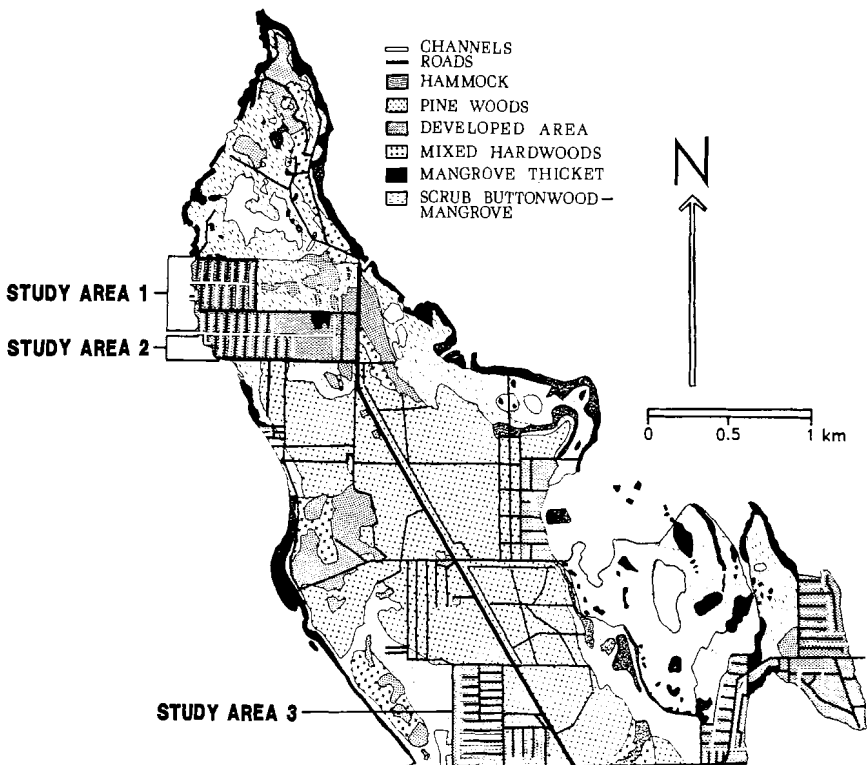 CHANNELS
ROADS
HAMMOCK
PINE WOODS
DEVELOPED AREA
MIXED HARDWOODS
MANGROVE THICKET
SCRUB BUTTONWOOD–
MANGROVE
N
STUDY AREA 1
STUDY AREA 2
0 0.5 1 km
STUDY AREA 3